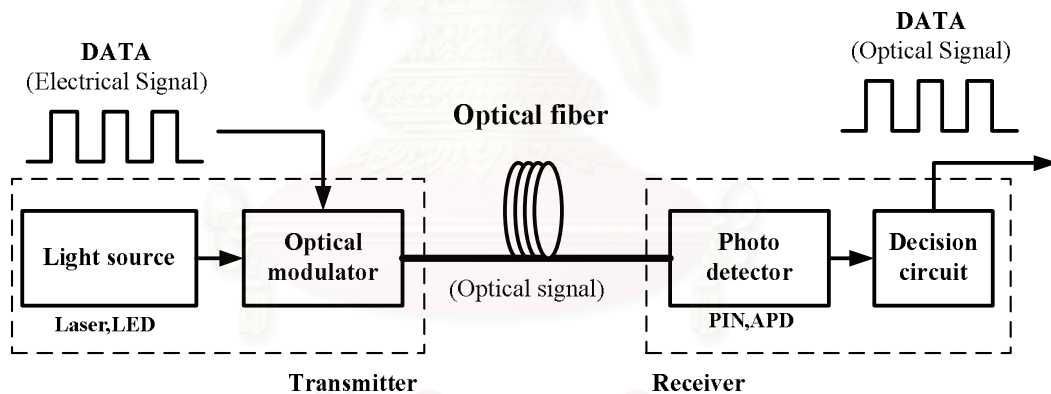 DATA
(Electrical Signal)
DATA
(Optical Signal)
Optical fiber
Light source
Optical
modulator
(Optical signal)
Photo
detector
Decision
circuit
Laser,LED
PIN,APD
Transmitter
Receiver